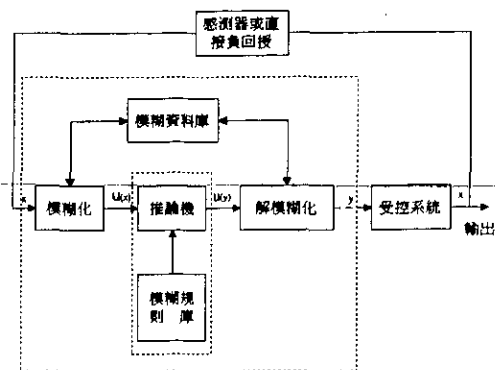 感測器或直
接負回授
模糊資料庫
x
模糊化
U(x)
推論機
U(y)
解模糊化
y
受控系統
x
輸出
模糊規
則 庫